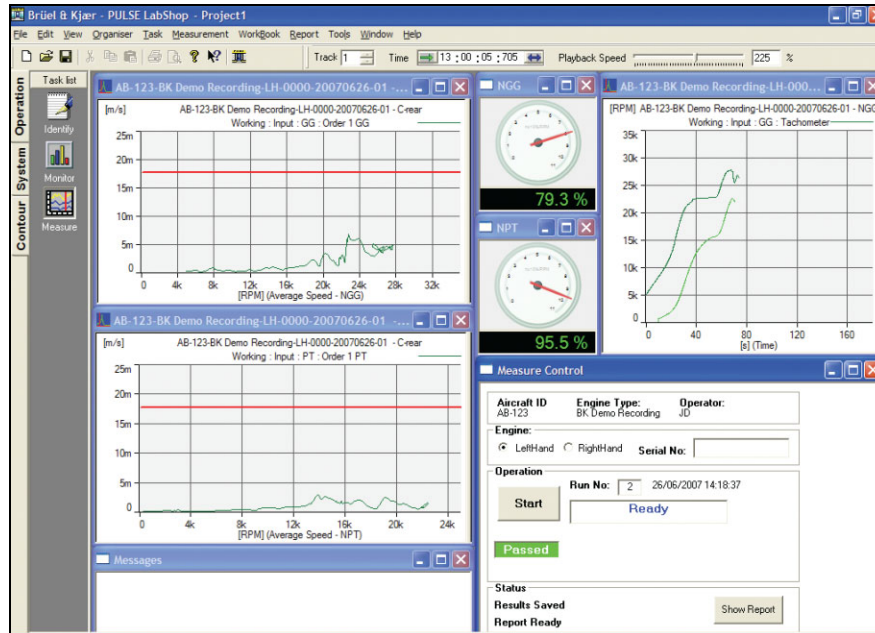 Brüel & Kjær - PULSE LabShop - Project1
File Edit View Organiser Task Measurement WorkBook Report Tools Window Help
Track 1 Time 13 :00 :05 :705 Playback Speed 225 %
Operation
System
Contour
Task list
Identify
Monitor
Measure
AB-123-BK Demo Recording-LH-0000-20070626-01 -...
[m/s] AB-123-BK Demo Recording-LH-0000-20070626-01 - C-rear
Working : Input : GG : Order 1 GG
25m
20m
15m
10m
5m
0
0 4k 8k 12k 16k 20k 24k 28k 32k
[RPM] (Average Speed - NGG)
AB-123-BK Demo Recording-LH-0000-20070626-01 -...
[m/s] AB-123-BK Demo Recording-LH-0000-20070626-01 - C-rear
Working : Input : PT : Order 1 PT
25m
20m
15m
10m
5m
0
0 4k 8k 12k 16k 20k 24k
[RPM] (Average Speed - NPT)
Messages
NGG
79.3 %
NPT
95.5 %
AB-123-BK Demo Recording-LH-000...
[RPM] AB-123-BK Demo Recording-LH-0000-20070626-01 - NGG
Working : Input : GG : Tachometer
35k
30k
25k
20k
15k
10k
5k
0
0 40 80 120 160
[s] (Time)
Measure Control
Aircraft ID Engine Type: Operator:
AB-123 BK Demo Recording JD
Engine:
LeftHand RightHand Serial No:
Operation
Run No: 2 26/06/2007 14:18:37
Start
Ready
Passed
Status
Results Saved
Report Ready
Show Report